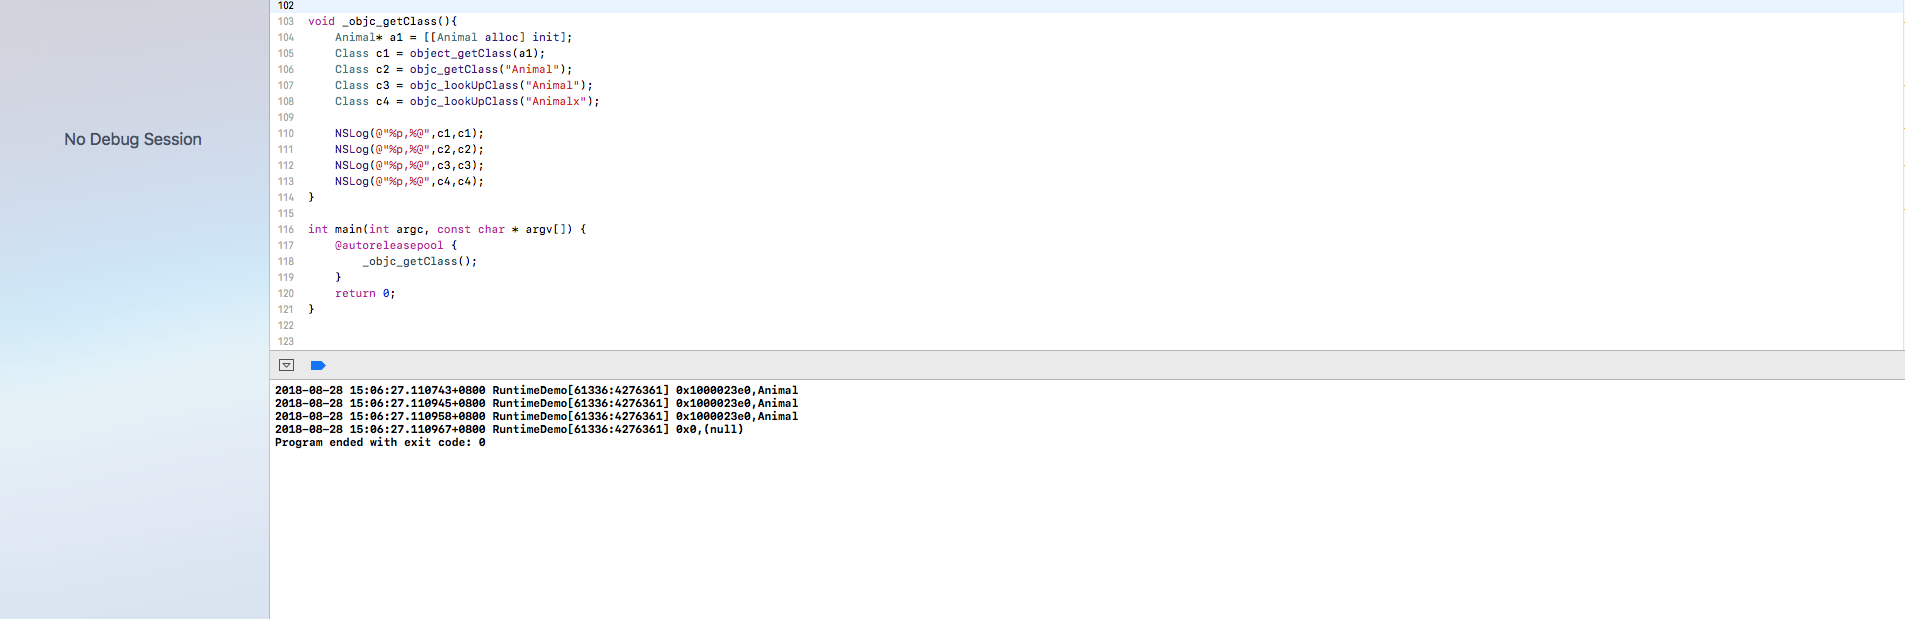 No Debug Session
102
103 void _objc_getClass(){
104     Animal* a1 = [[Animal alloc] init];
105     Class c1 = object_getClass(a1);
106     Class c2 = objc_getClass("Animal");
107     Class c3 = objc_lookUpClass("Animal");
108     Class c4 = objc_lookUpClass("Animalx");
109
110     NSLog(@"%p,%@",c1,c1);
111     NSLog(@"%p,%@",c2,c2);
112     NSLog(@"%p,%@",c3,c3);
113     NSLog(@"%p,%@",c4,c4);
114 }
115
116 int main(int argc, const char * argv[]) {
117     @autoreleasepool {
118         _objc_getClass();
119     }
120     return 0;
121 }
122
123
2018-08-28 15:06:27.110743+0800 RuntimeDemo[61336:4276361] 0x1000023e0,Animal
2018-08-28 15:06:27.110945+0800 RuntimeDemo[61336:4276361] 0x1000023e0,Animal
2018-08-28 15:06:27.110958+0800 RuntimeDemo[61336:4276361] 0x1000023e0,Animal
2018-08-28 15:06:27.110967+0800 RuntimeDemo[61336:4276361] 0x0,(null)
Program ended with exit code: 0